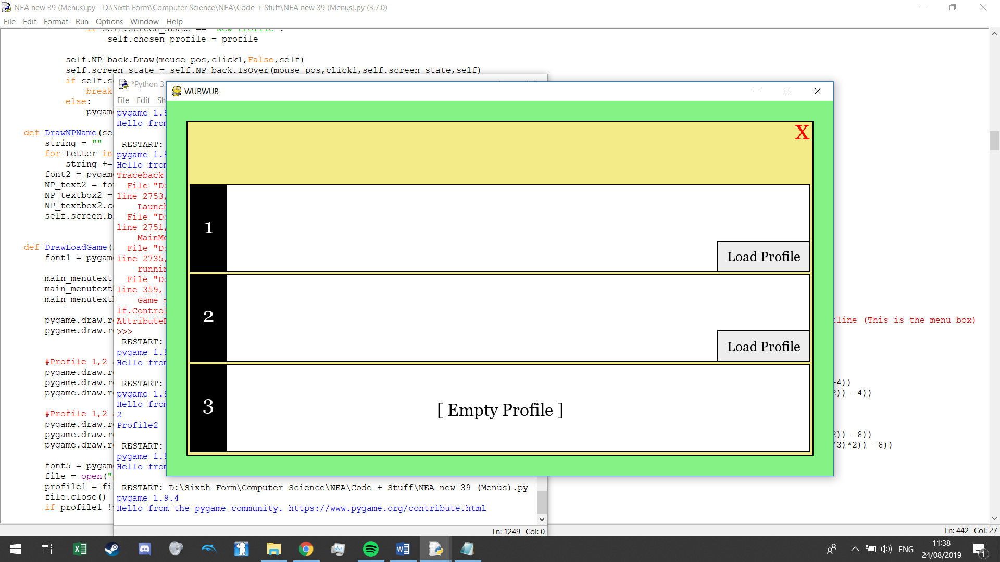 NEA new 39 (Menus).py - D:\Sixth Form\Computer Science\NEA\Code + Stuff\NEA new 39 (Menus).py (3.7.0)
File Edit Format Run Options Window Help
if self.screen_state == "New Profile":
self.chosen_profile = profile
self.NP_back.Draw(mouse_pos,click1,False,self)
self.screen_state = self.NP_back.IsOver(mouse_pos,click1,self.screen_state,self)
if self.s
break
else:
pygam
def DrawNPName(se
string = ""
for Letter in
string +=
font2 = pygam
NP_text2 = fo
NP_textbox2 =
NP_textbox2.c
self.screen.b
def DrawLoadGame(
font1 = pygam
main_menutext
main_menutext
main_menutext
pygame.draw.r
tline (This is the menu box)
pygame.draw.r
#Profile 1,2
pygame.draw.r
pygame.draw.r
-4))
pygame.draw.r
2)) -4))
#Profile 1,2
pygame.draw.r
pygame.draw.r
2)) -8))
pygame.draw.r
/3)*2)) -8))
font5 = pygam
file = open("
profile1 = fi
file.close()
if profile1 !
Ln: 442 Col: 27
*Python 3.
File Edit Sh
pygame 1.9
Hello from
RESTART:
pygame 1.9
Hello from
Traceback
File "D:
line 2753,
Launch
File "D:
line 2751,
MainMe
File "D:
line 2735,
runnin
File "D:
line 359,
Game =
lf.Control
AttributeE
>>>
RESTART:
pygame 1.9
Hello from
RESTART:
pygame 1.9
Hello from
2
Profile2
RESTART:
pygame 1.9
Hello from
RESTART: D:\Sixth Form\Computer Science\NEA\Code + Stuff\NEA new 39 (Menus).py
pygame 1.9.4
Hello from the pygame community. https://www.pygame.org/contribute.html
Ln: 1249 Col: 0
WUBWUB
X
1
Load Profile
2
Load Profile
3
[ Empty Profile ]
ENG
11:38
24/08/2019
1